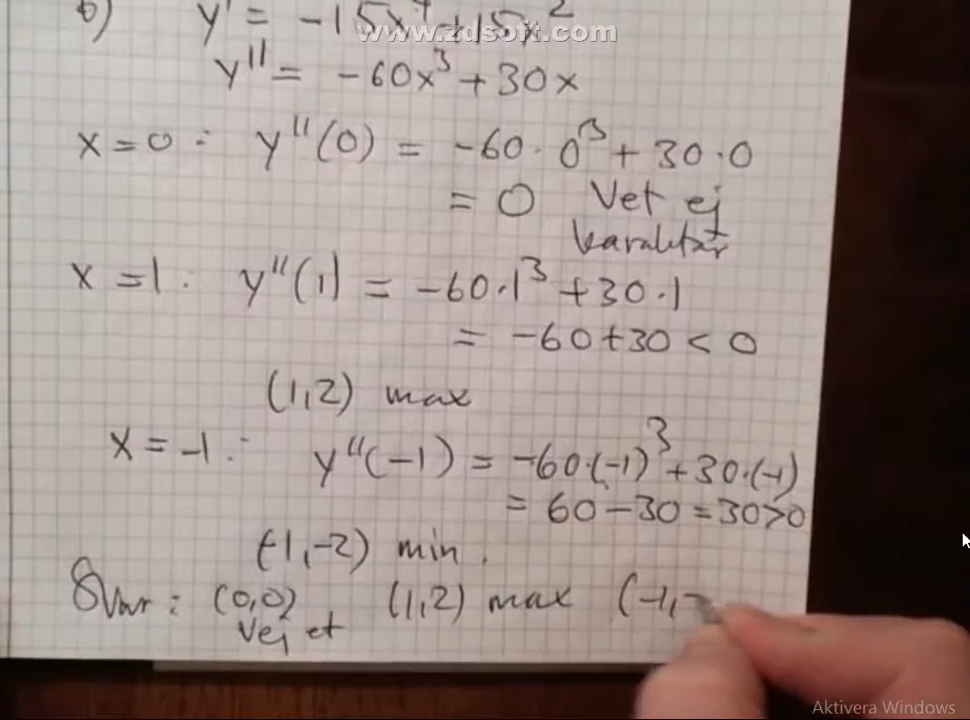 b) y' = -15x⁴ + 15x²
www.zdsoft.com
y'' = -60x³ + 30x
x = 0 : y''(0) = -60 · 0³ + 30 · 0
= 0 Vet ej
karaktär
x = 1 : y''(1) = -60 · 1³ + 30 · 1
= -60 + 30 < 0
(1,2) max
x = -1 : y''(-1) = -60 · (-1)³ + 30 · (-1)
= 60 - 30 = 30 > 0
(-1,-2) min.
Svar : (0,0) (1,2) max (-1,-
Vej et
Aktivera Windows